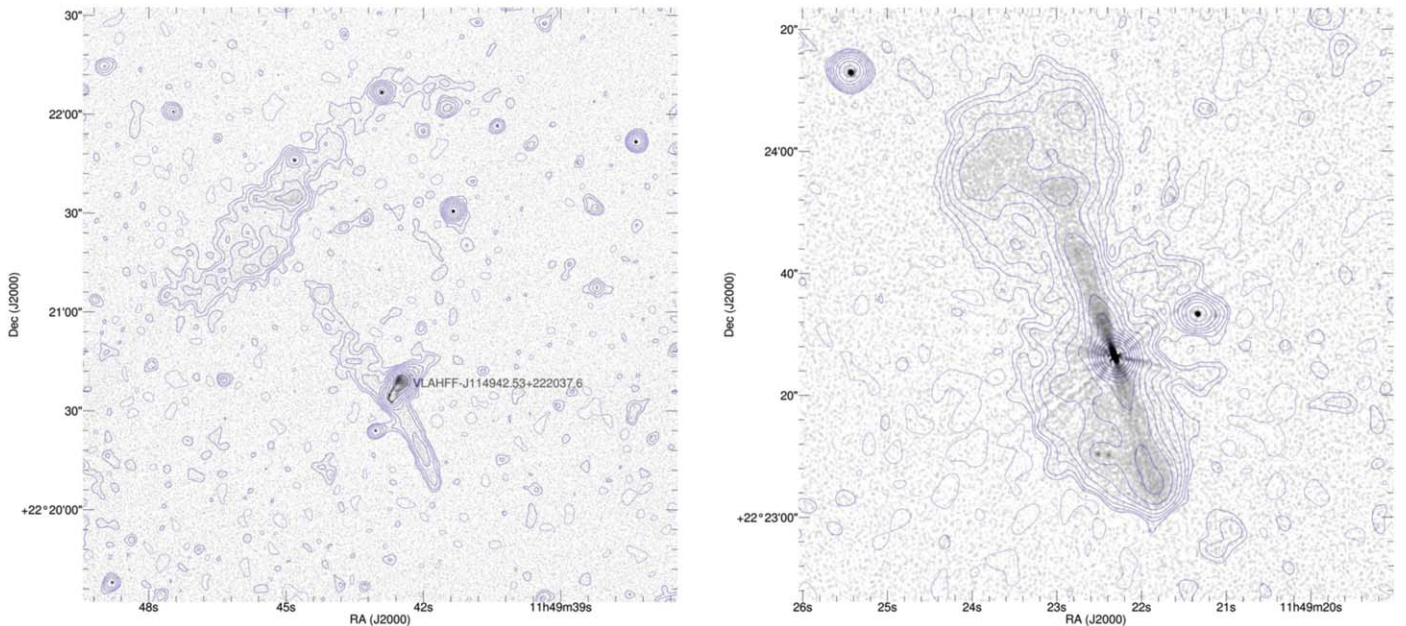 30"
22'00"
30"
21'00"
30"
+22°20'00"
Dec (J2000)
VLAHFF-J114942.53+222037.6
48s
45s
42s
11h49m39s
RA (J2000)
20"
24'00"
40"
20"
+22°23'00"
Dec (J2000)
26s
25s
24s
23s
22s
21s
11h49m20s
RA (J2000)